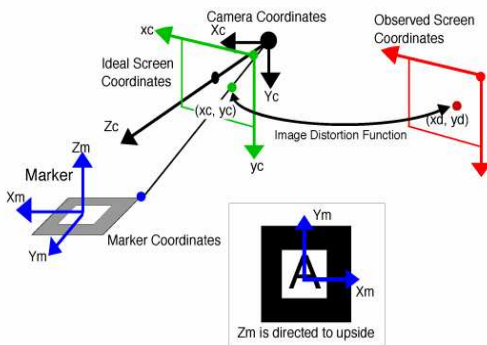 Camera Coordinates
Xc
xc
Observed Screen
Coordinates
Ideal Screen
Coordinates
Yc
(xc, yc)
(xd, yd)
Image Distortion Function
Zc
yc
Zm
Marker
Xm
Ym
Marker Coordinates
Ym
A
Xm
Zm is directed to upside